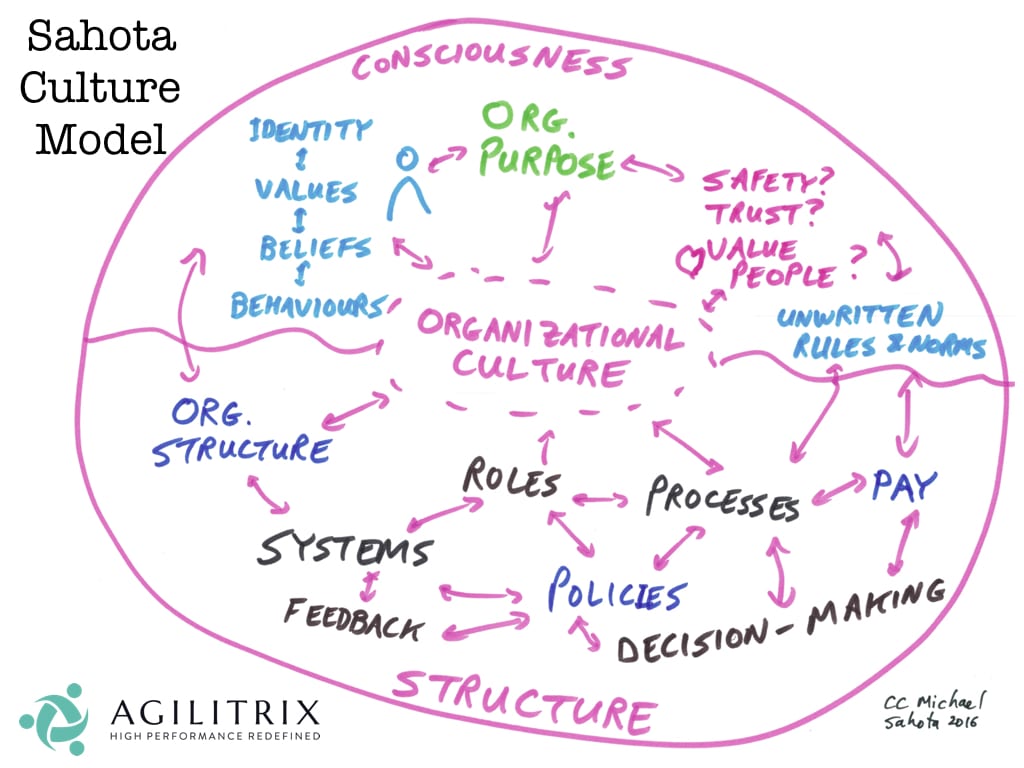 Sahota
Culture
Model
CONSCIOUSNESS
IDENTITY
VALUES
BELIEFS
BEHAVIOURS
ORG.
PURPOSE
SAFETY?
TRUST?
VALUE
PEOPLE ?
UNWRITTEN
RULES & NORMS
ORGANIZATIONAL
CULTURE
ORG.
STRUCTURE
ROLES
PROCESSES
PAY
SYSTEMS
FEEDBACK
POLICIES
DECISION-MAKING
STRUCTURE
AGILITRIX
HIGH PERFORMANCE REDEFINED
CC Michael
Sahota 2016